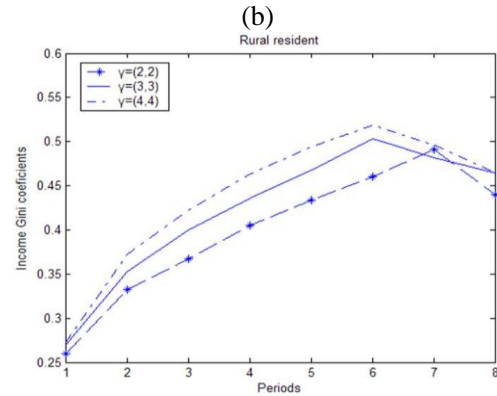 (b)
Rural resident
0.6
0.55
0.5
0.45
0.4
0.35
0.3
0.25
Income Gini coeficients
γ=(2,2)
γ=(3,3)
γ=(4,4)
1 2 3 4 5 6 7 8
Periods